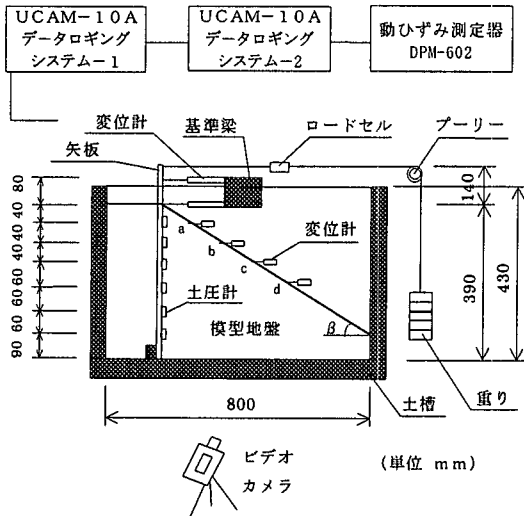 UCAM-10A
データロギング
システム-1
UCAM-10A
データロギング
システム-2
動ひずみ測定器
DPM-602
変位計
基準梁
ロードセル
プーリー
矢板
80
40
40
40
60
60
60
90
140
390
430
a
b
c
d
変位計
土圧計
模型地盤
β
800
土槽
重り
ビデオ
カメラ
(単位 mm)